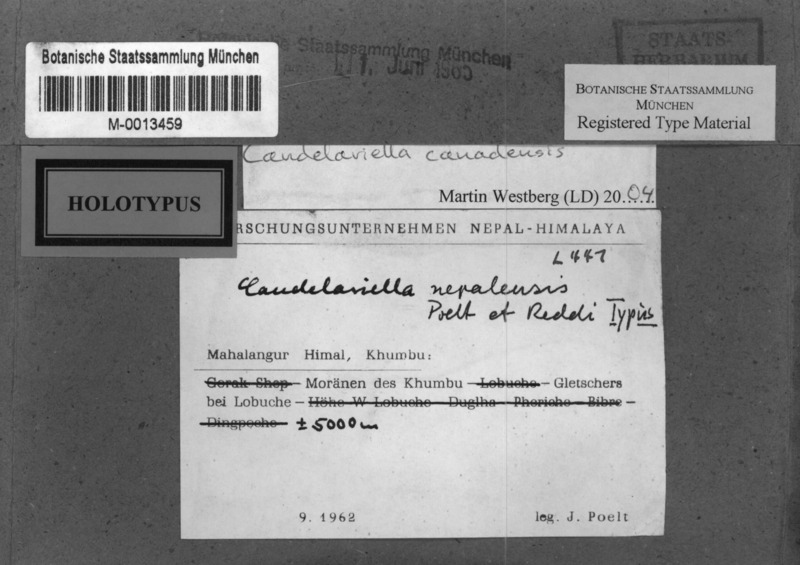 Botanische Staatssammlung München
M-0013459
Staatssammlung München
1. Juni 1965
STAATS-
HERBARIUM
BOTANISCHE STAATSSAMMLUNG
MÜNCHEN
Registered Type Material
Candelariella canadensis
Martin Westberg (LD) 20.04.
HOLOTYPUS
RSCHUNGSUNTERNEHMEN NEPAL-HIMALAYA
L447
Candelariella nepalensis
Poelt et Reddi Typus
Mahalangur Himal, Khumbu:
Gorak Shep - Moränen des Khumbu - Lobuche - Gletschers
bei Lobuche - Höhe W Lobuche - Duglha - Pheriche - Bibre -
Dingpoche - ± 5000 m
9. 1962
leg. J. Poelt